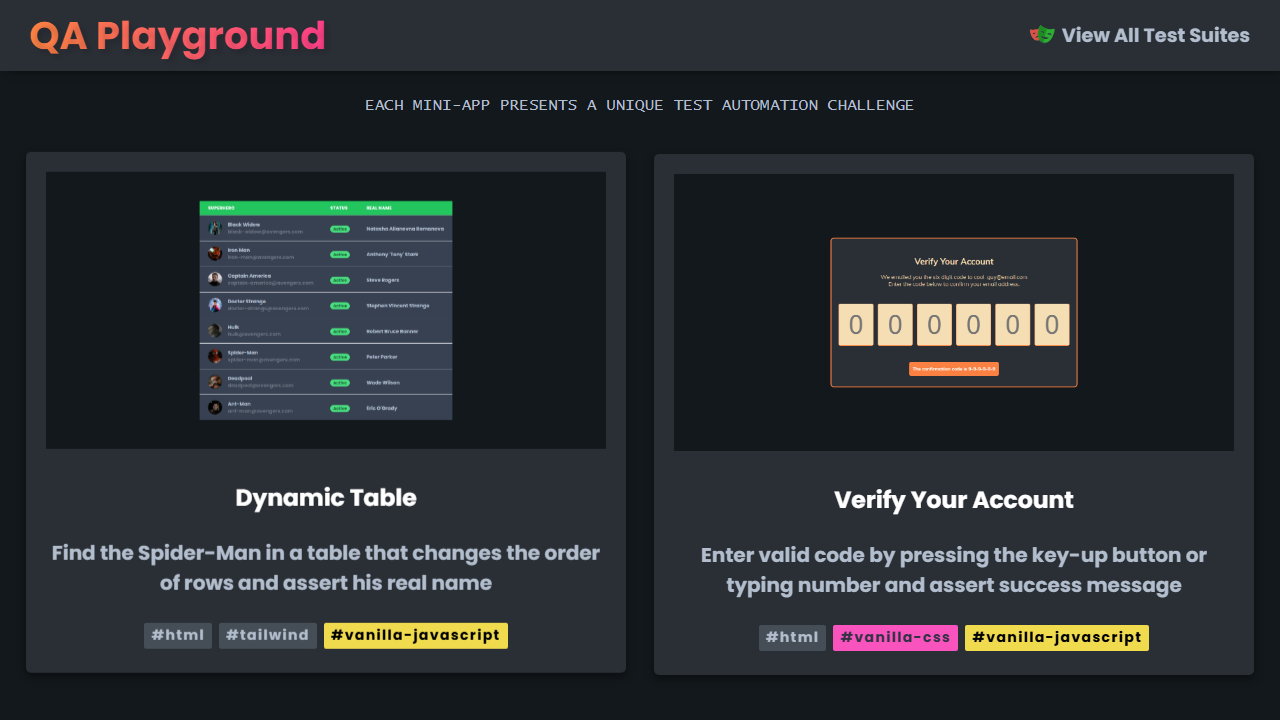 QA Playground
View All Test Suites
EACH MINI-APP PRESENTS A UNIQUE TEST AUTOMATION CHALLENGE
SUPERHERO STATUS REAL NAME
Black Widow
black-widow@avengers.com
Active
Natasha Alianovna Romanova
Iron Man
iron-man@avengers.com
Active
Anthony 'Tony' Stark
Captain America
captain-america@avengers.com
Active
Steve Rogers
Doctor Strange
doctor-strange@avengers.com
Active
Stephen Vincent Strange
Hulk
hulk@avengers.com
Active
Robert Bruce Banner
Spider-Man
spider-man@avengers.com
Active
Peter Parker
Deadpool
deadpool@avengers.com
Active
Wade Wilson
Ant-Man
ant-man@avengers.com
Active
Eric O'Grady
Dynamic Table
Find the Spider-Man in a table that changes the order
of rows and assert his real name
#html #tailwind #vanilla-javascript
Verify Your Account
We emailed you the six digit code to cool_guy@email.com
Enter the code below to confirm your email address.
0 0 0 0 0 0
The confirmation code is 9-9-9-9-9-9
Verify Your Account
Enter valid code by pressing the key-up button or
typing number and assert success message
#html #vanilla-css #vanilla-javascript